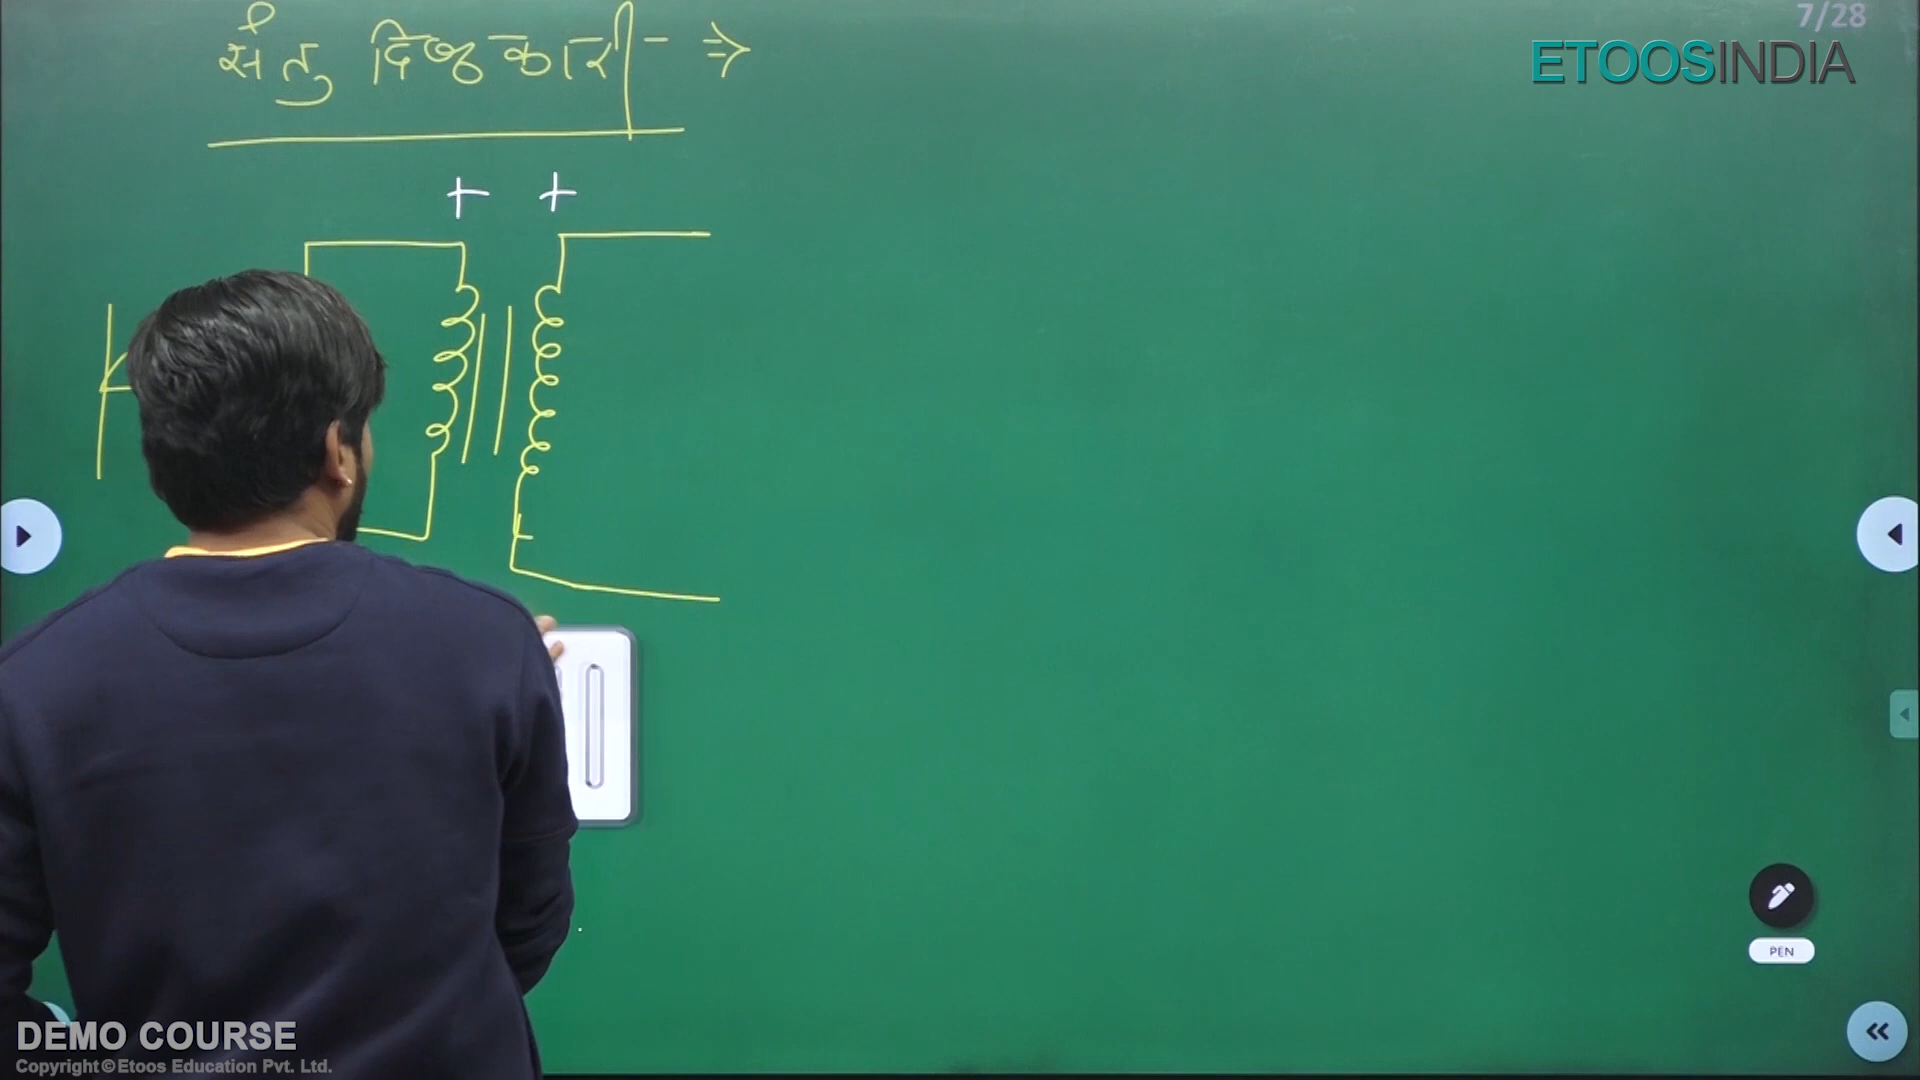 7/28
ETOOSINDIA
सेतु दिष्टकारी - ⇒
+ +
PEN
DEMO COURSE
Copyright © Etoos Education Pvt. Ltd.